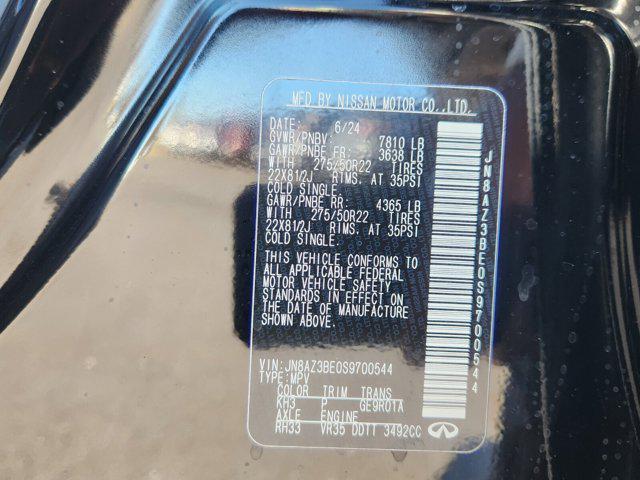 MFD BY NISSAN MOTOR CO.,LTD.
DATE: 6/24
GVWR/PNBV: 7810 LB
GAWR/PNBE FR: 3638 LB
WITH 275/50R22 TIRES
22X81/2J RIMS. AT 35PSI
COLD SINGLE.
GAWR/PNBE RR: 4365 LB
WITH 275/50R22 TIRES
22X81/2J RIMS. AT 35PSI
COLD SINGLE.
THIS VEHICLE CONFORMS TO
ALL APPLICABLE FEDERAL
MOTOR VEHICLE SAFETY
STANDARDS IN EFFECT ON
THE DATE OF MANUFACTURE
SHOWN ABOVE.
VIN: JN8AZ3BE0S9700544
TYPE: MPV
COLOR TRIM TRANS
KH3 P GE9R01A
AXLE ENGINE
RH33 VR35 DDTT 3492CC
JN8AZ3BE0S9700544